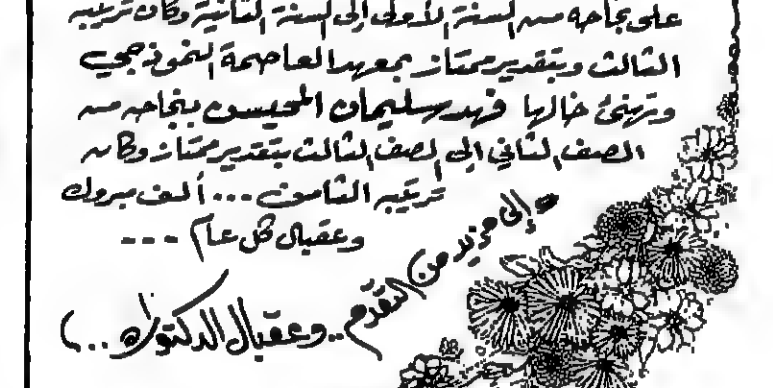 على نجاحه من السنة الأولى إلى السنة الثانية وكان ترتيبه
الثالث وبتقدير ممتاز بمعهد العاصمة النموذجي
وتهنئ خالها فهد سليمان المحيسن بنجاحه من
الصف الثاني إلى الصف الثالث بتقدير ممتاز وكان
ترتيبه الثامن ... ألف مبروك
وعقبال كل عام ---
وإلى مزيد من التقدم .. وعقبال الدكتوراه ...)